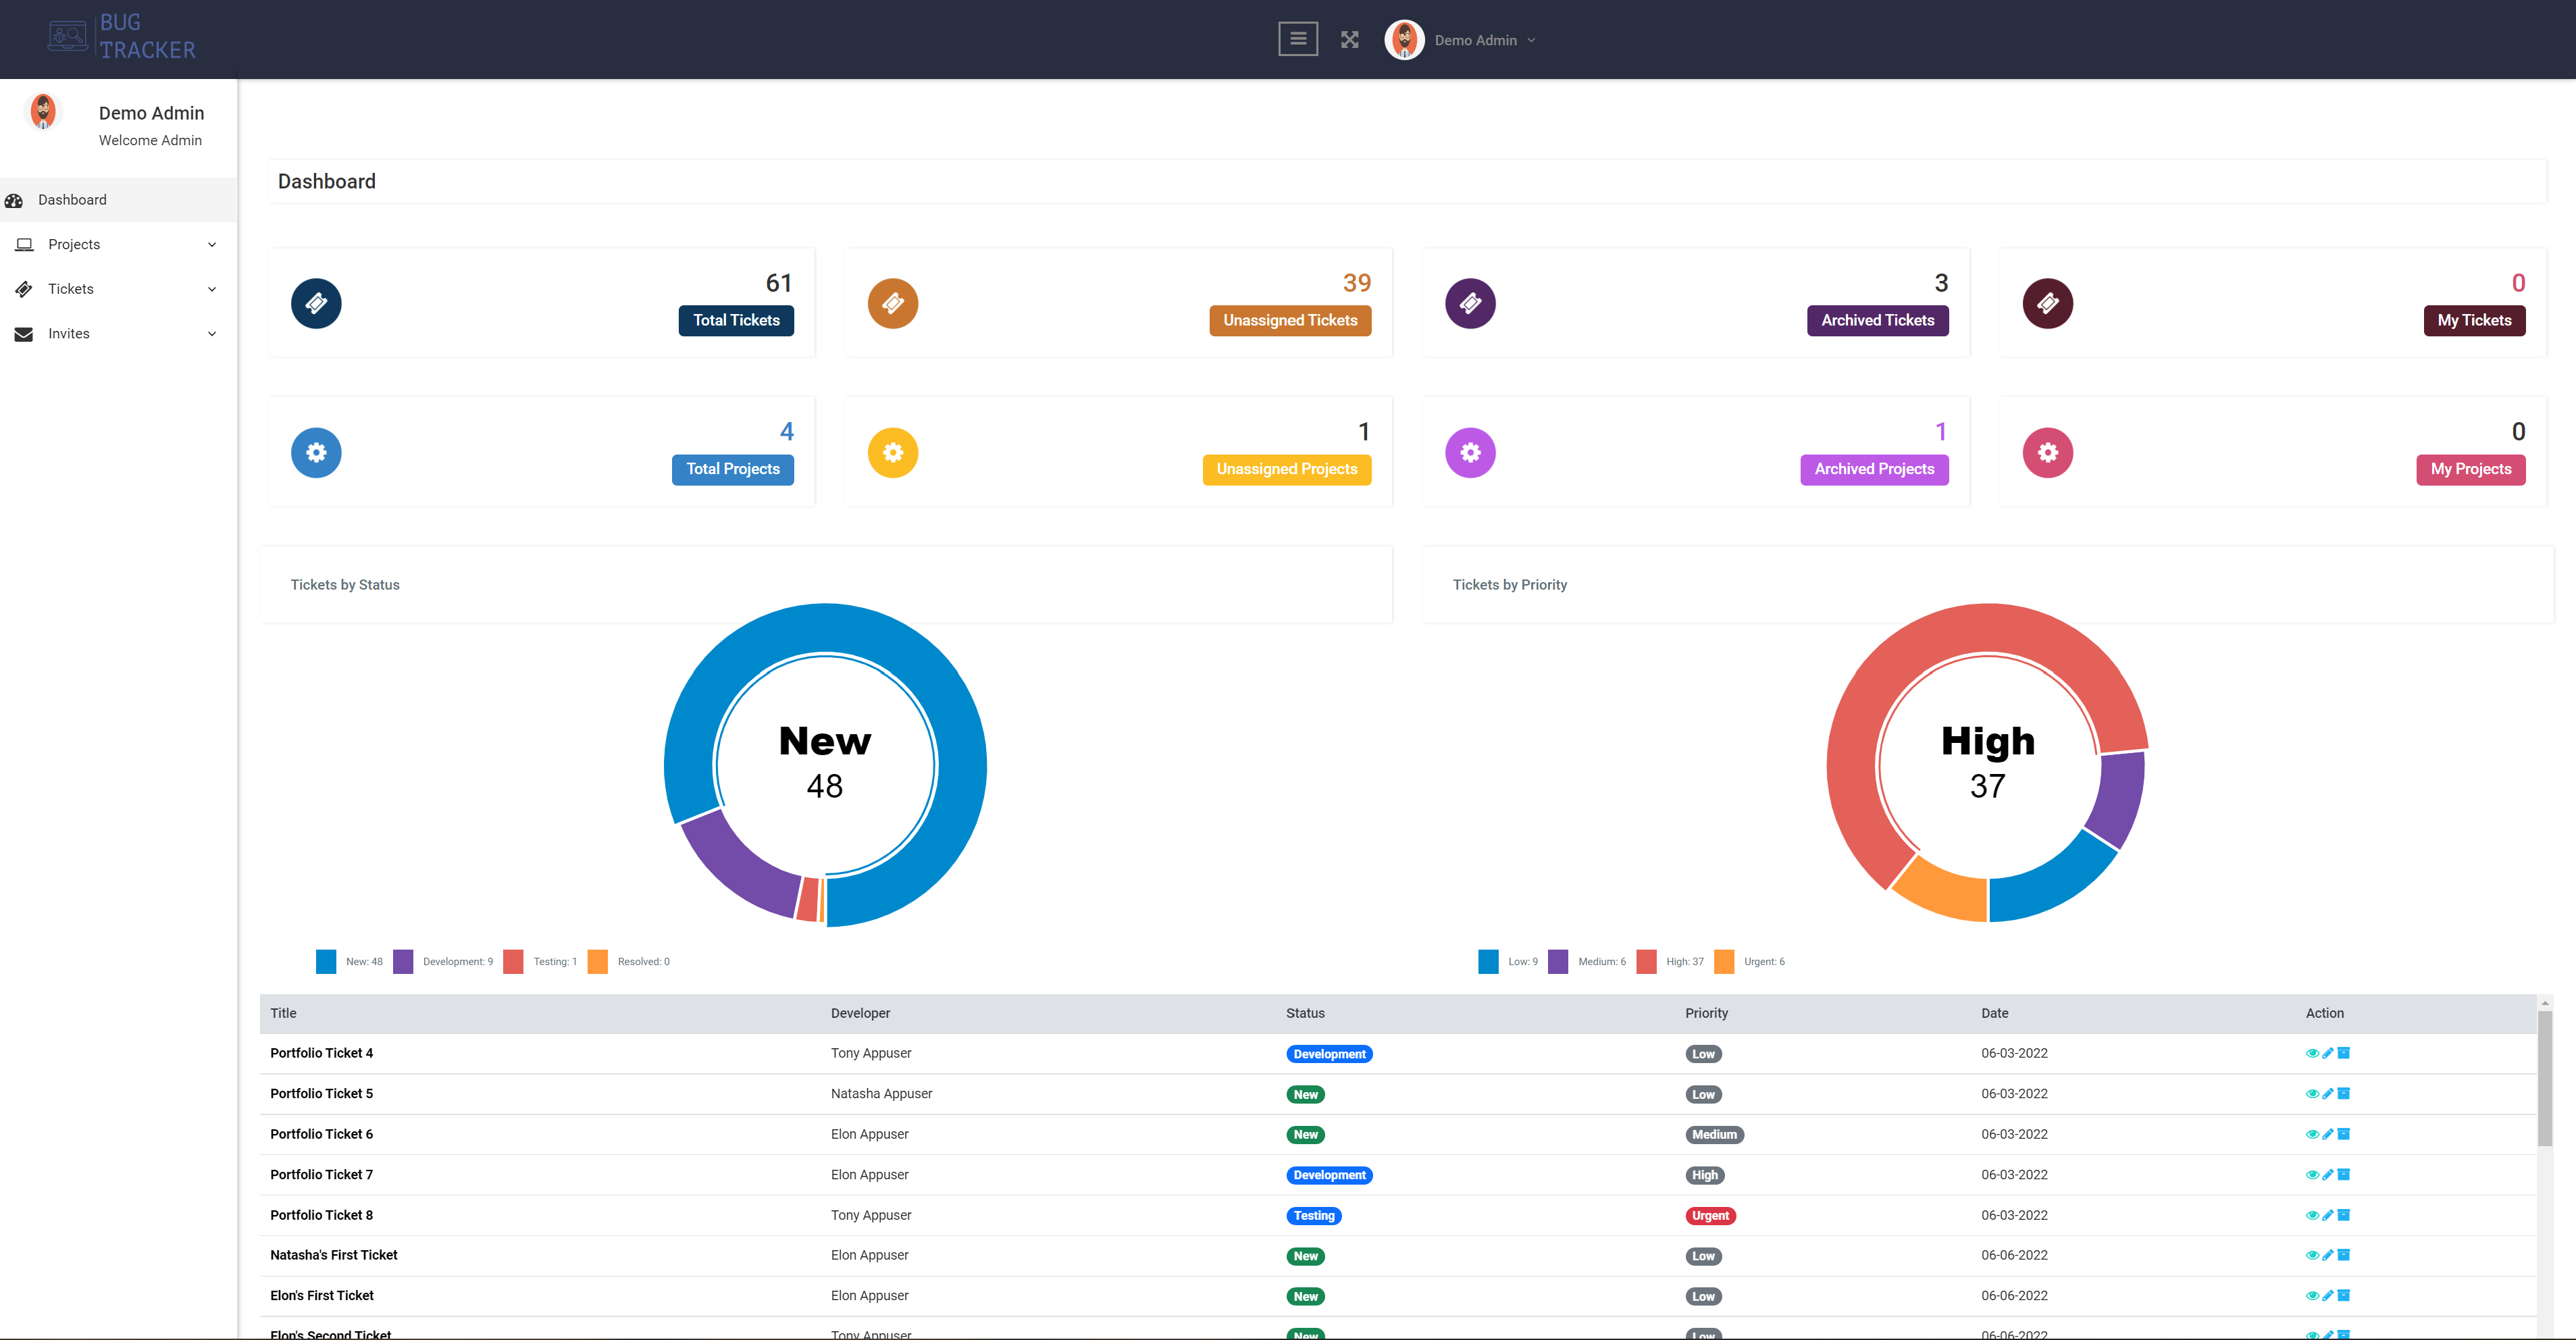 BUG
TRACKER
Demo Admin
Demo Admin
Welcome Admin
Dashboard
Projects
Tickets
Invites
Dashboard
61
Total Tickets
39
Unassigned Tickets
3
Archived Tickets
0
My Tickets
4
Total Projects
1
Unassigned Projects
1
Archived Projects
0
My Projects
Tickets by Status
New
48
New: 48 Development: 9 Testing: 1 Resolved: 0
Tickets by Priority
High
37
Low: 9 Medium: 6 High: 37 Urgent: 6
Title Developer Status Priority Date Action
Portfolio Ticket 4 Tony Appuser Development Low 06-03-2022
Portfolio Ticket 5 Natasha Appuser New Low 06-03-2022
Portfolio Ticket 6 Elon Appuser New Medium 06-03-2022
Portfolio Ticket 7 Elon Appuser Development High 06-03-2022
Portfolio Ticket 8 Tony Appuser Testing Urgent 06-03-2022
Natasha's First Ticket Elon Appuser New Low 06-06-2022
Elon's First Ticket Elon Appuser New Low 06-06-2022
Elon's Second Ticket Tony Appuser New Low 06-06-2022